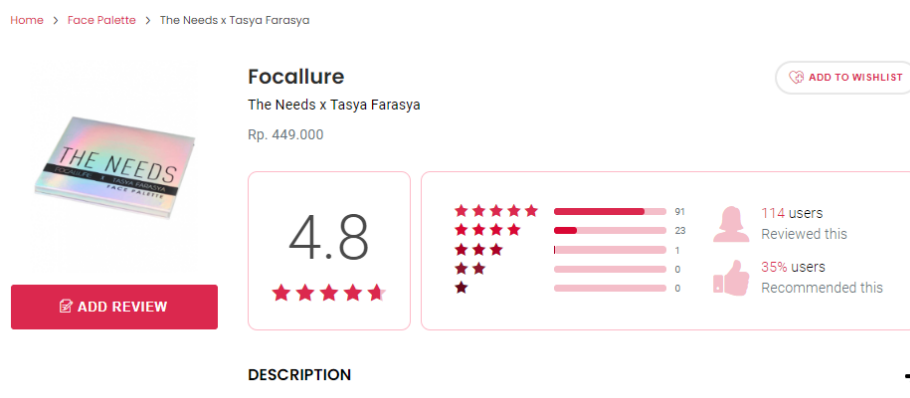 Home > Face Palette > The Needs x Tasya Farasya
Focallure
ADD TO WISHLIST
The Needs x Tasya Farasya
Rp. 449.000
THE NEEDS
FOCALLURE X TASYA FARASYA
FACE PALETTE
4.8
91
23
1
0
0
114 users
Reviewed this
35% users
Recommended this
ADD REVIEW
DESCRIPTION